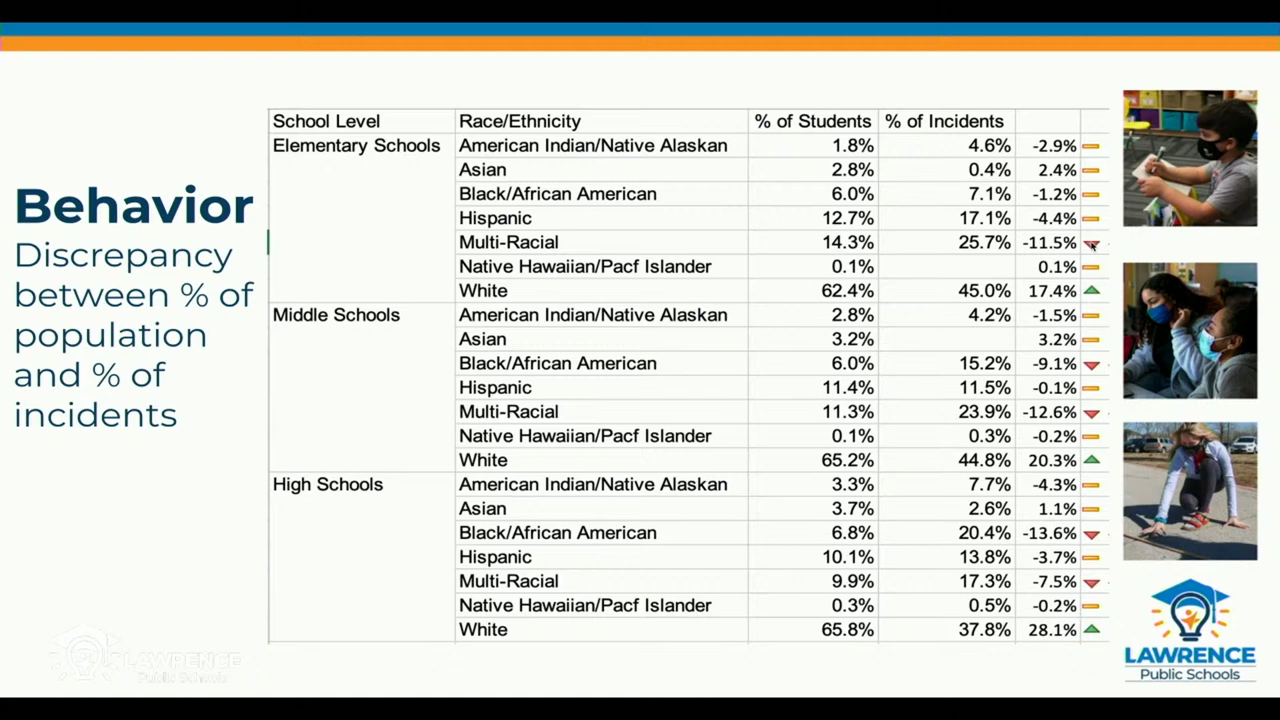 Behavior
Discrepancy
between % of
population
and % of
incidents
School Level Race/Ethnicity % of Students % of Incidents
Elementary Schools American Indian/Native Alaskan 1.8% 4.6% -2.9%
Asian 2.8% 0.4% 2.4%
Black/African American 6.0% 7.1% -1.2%
Hispanic 12.7% 17.1% -4.4%
Multi-Racial 14.3% 25.7% -11.5%
Native Hawaiian/Pacf Islander 0.1% 0.1%
White 62.4% 45.0% 17.4%
Middle Schools American Indian/Native Alaskan 2.8% 4.2% -1.5%
Asian 3.2% 3.2%
Black/African American 6.0% 15.2% -9.1%
Hispanic 11.4% 11.5% -0.1%
Multi-Racial 11.3% 23.9% -12.6%
Native Hawaiian/Pacf Islander 0.1% 0.3% -0.2%
White 65.2% 44.8% 20.3%
High Schools American Indian/Native Alaskan 3.3% 7.7% -4.3%
Asian 3.7% 2.6% 1.1%
Black/African American 6.8% 20.4% -13.6%
Hispanic 10.1% 13.8% -3.7%
Multi-Racial 9.9% 17.3% -7.5%
Native Hawaiian/Pacf Islander 0.3% 0.5% -0.2%
White 65.8% 37.8% 28.1%
LAWRENCE
Public Schools
LAWRENCE
Public Schools